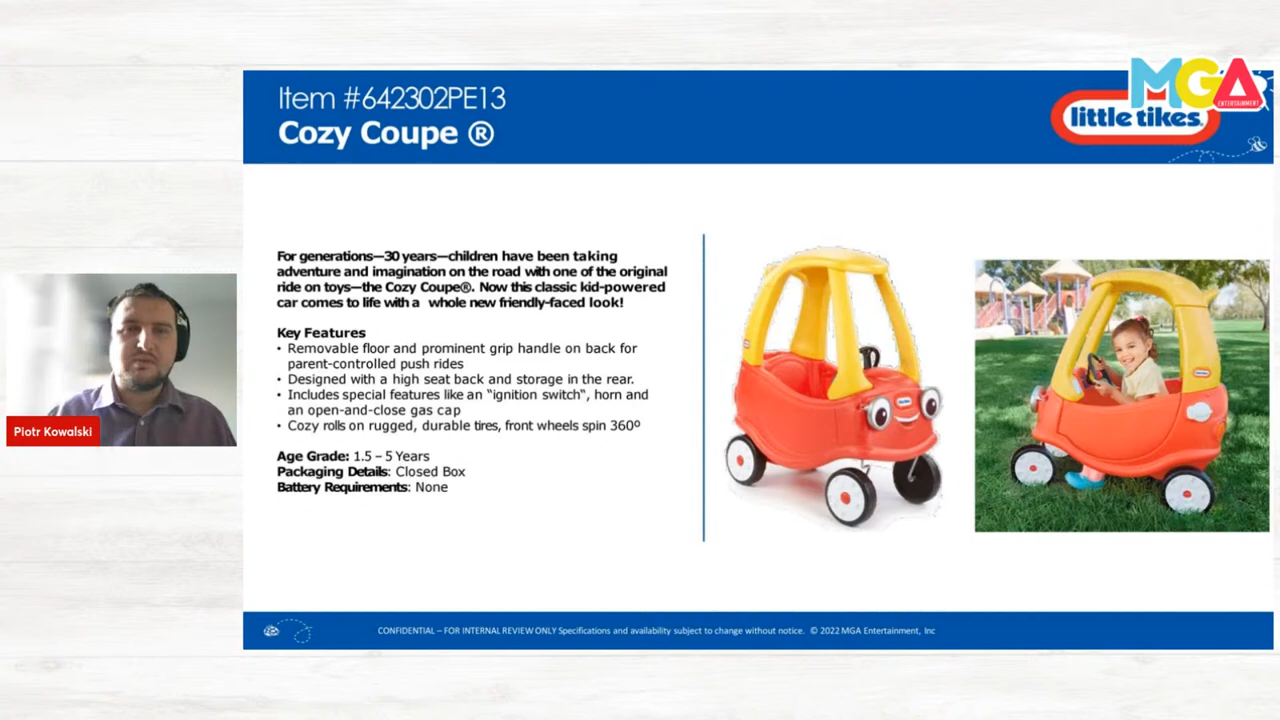 Item #642302PE13
Cozy Coupe ®
MGA
ENTERTAINMENT
little tikes
For generations—30 years—children have been taking
adventure and imagination on the road with one of the original
ride on toys—the Cozy Coupe®. Now this classic kid-powered
car comes to life with a whole new friendly-faced look!
Key Features
• Removable floor and prominent grip handle on back for
parent-controlled push rides
• Designed with a high seat back and storage in the rear.
• Includes special features like an "ignition switch", horn and
an open-and-close gas cap
• Cozy rolls on rugged, durable tires, front wheels spin 360º
Age Grade: 1.5 – 5 Years
Packaging Details: Closed Box
Battery Requirements: None
Piotr Kowalski
CONFIDENTIAL – FOR INTERNAL REVIEW ONLY Specifications and availability subject to change without notice. © 2022 MGA Entertainment, Inc